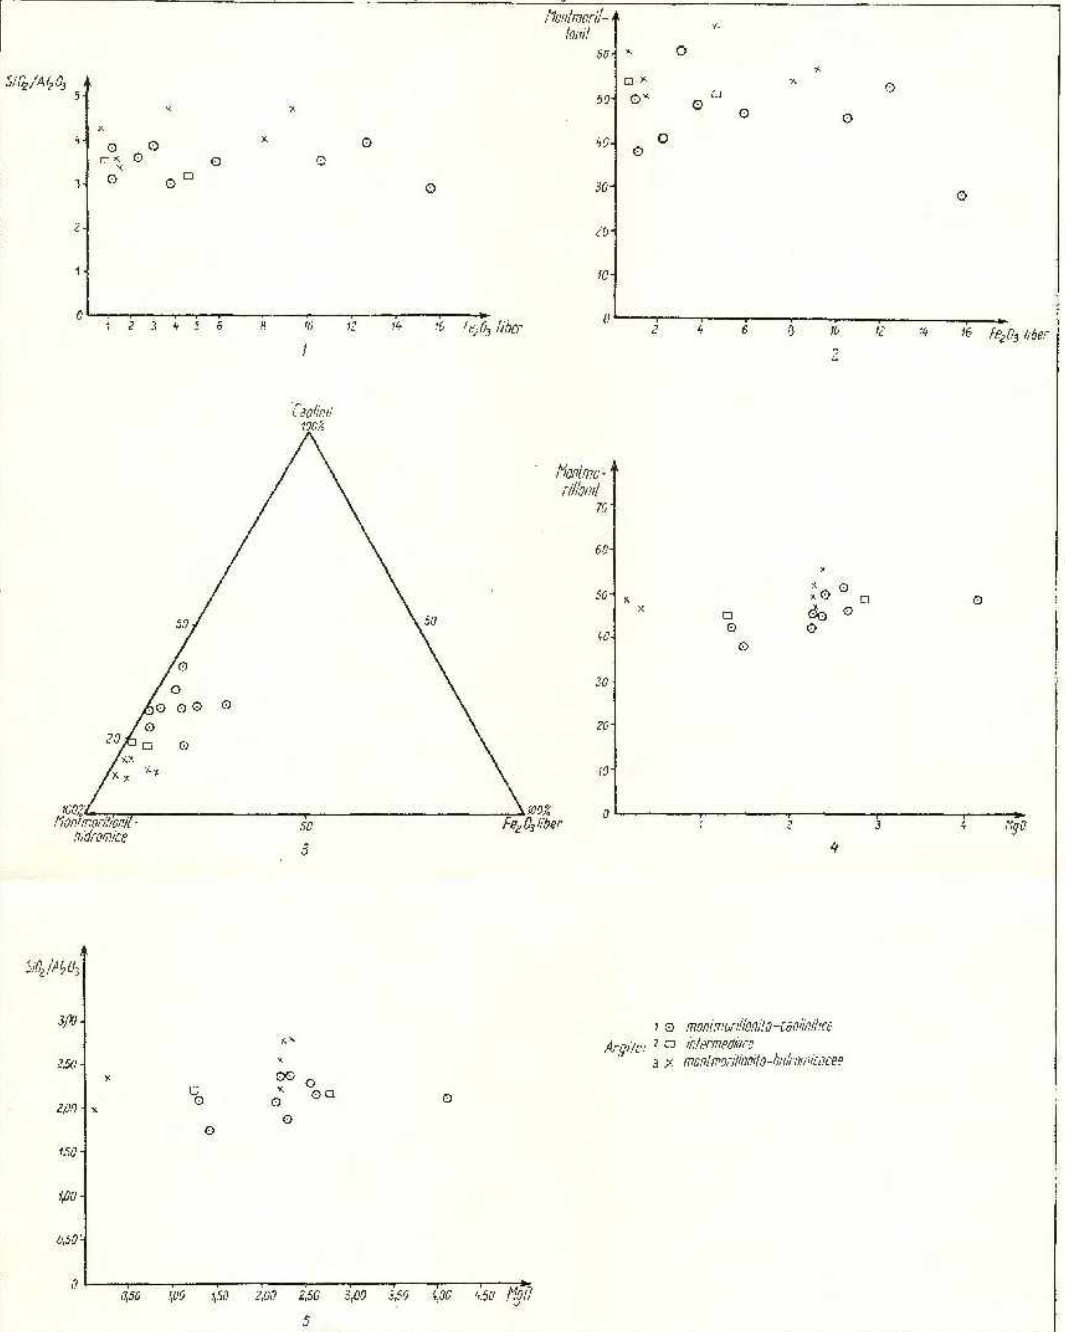 SiO2/Al2O3
5
4
3
2
1
0
1 2 3 4 5 6 8 10 12 14 16 Fe2O3 liber
1
Montmoril-
lonit
60
50
40
30
20
10
0
2 4 6 8 10 12 14 16 Fe2O3 liber
2
Caolinit
100%
50 50
20
100% 100%
Montmorillonit-
hidromice
50
Fe2O3 liber
3
Montmo-
rillonit
70
60
50
40
30
20
10
0
1 2 3 4 MgO
4
SiO2/Al2O3
3,00
2,50
2,00
1,50
1,00
0,50
0
0,50 1,00 1,50 2,00 2,50 3,00 3,50 4,00 4,50 MgO
5
1 montmorillonito-caolinitice
Argile: 2 intermediare
3 montmorillonito-hidromicacee